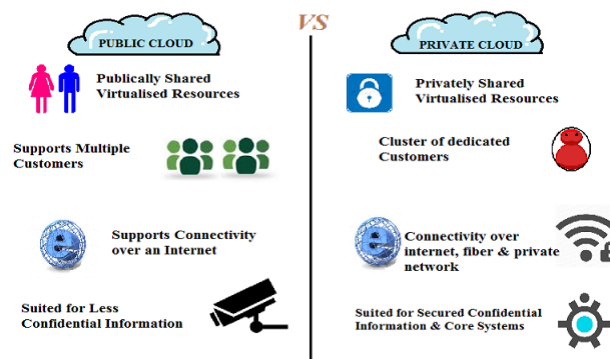 VS
PUBLIC CLOUD
Publically Shared
Virtualised Resources
Supports Multiple
Customers
Supports Connectivity
over an Internet
Suited for Less
Confidential Information
PRIVATE CLOUD
Privately Shared
Virtualised Resources
Cluster of dedicated
Customers
Connectivity over
internet, fiber & private
network
Suited for Secured Confidential
Information & Core Systems